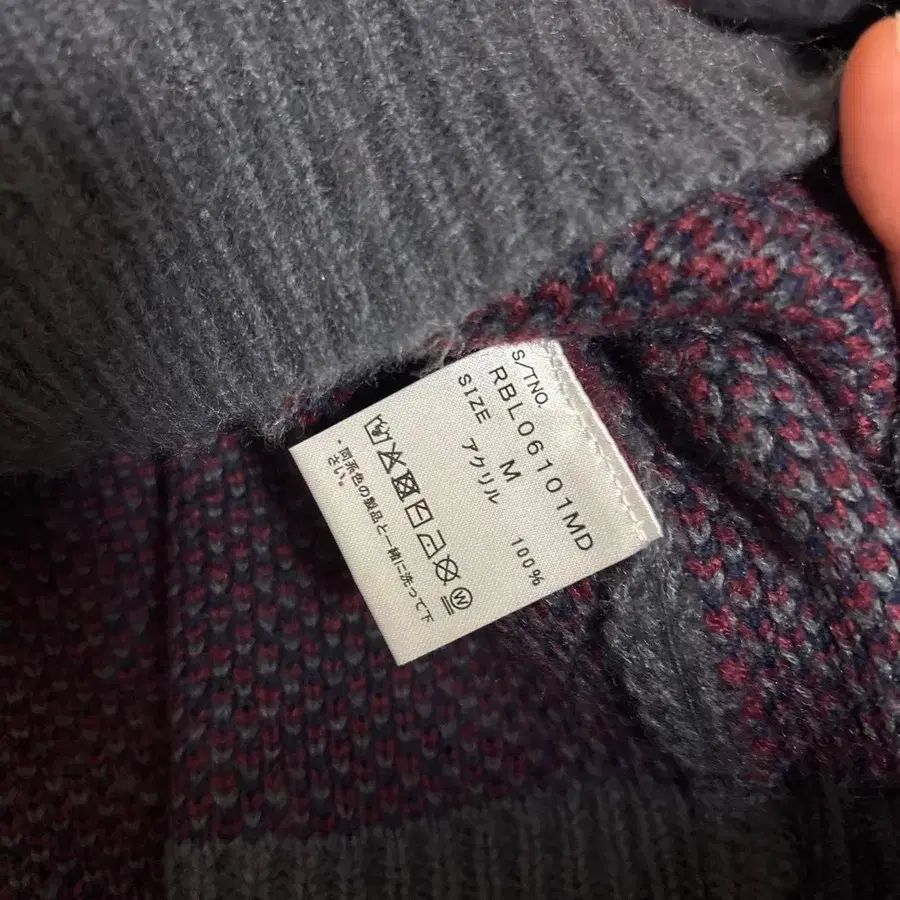 S/TNO.
RBL06101MD
SIZE M
アクリル 100%
W
・同系色の製品と一緒に洗って下
さい。